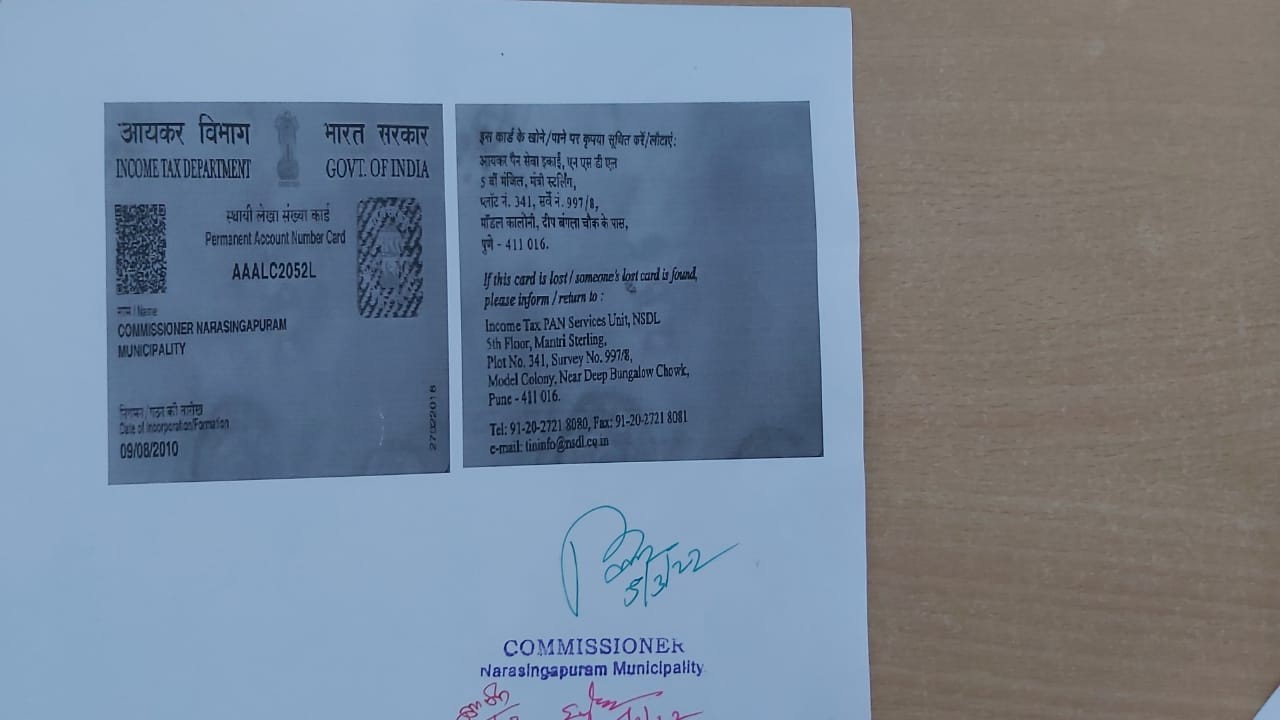 आयकर विभाग भारत सरकार
INCOME TAX DEPARTMENT GOVT. OF INDIA
स्थायी लेखा संख्या कार्ड
Permanent Account Number Card
AAALC2052L
नाम / Name
COMMISSIONER NARASINGAPURAM
MUNICIPALITY
निगमन/गठन की तारीख
Date of Incorporation/Formation
09/08/2010
27022016
इस कार्ड के खोने/पाने पर कृपया सूचित करें/लौटाएं:
आयकर पैन सेवा इकाई, एन एस डी एल
5 वीं मंजिल, मंत्री स्टर्लिंग,
प्लॉट नं. 341, सर्वे नं. 997/8,
मॉडल कालोनी, दीप बंगला चौक के पास,
पुणे - 411 016.
If this card is lost / someone's lost card is found,
please inform / return to :
Income Tax PAN Services Unit, NSDL
5th Floor, Mantri Sterling,
Plot No. 341, Survey No. 997/8,
Model Colony, Near Deep Bungalow Chowk,
Pune - 411 016.
Tel: 91-20-2721 8080, Fax: 91-20-2721 8081
e-mail: tininfo@nsdl.co.in
5/3/22
COMMISSIONER
Narasingapuram Municipality